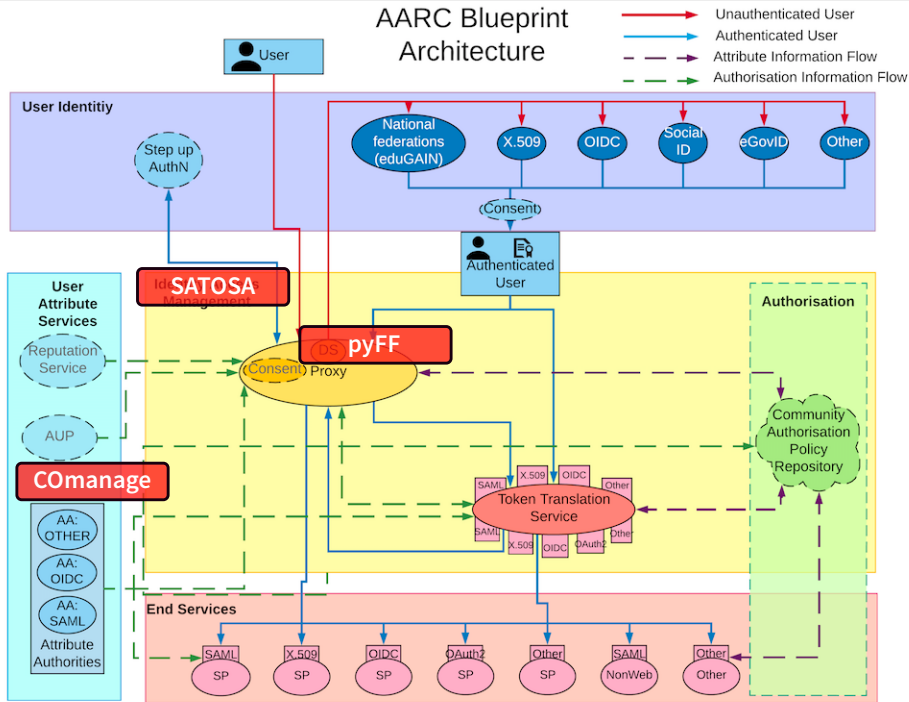 AARC Blueprint
Architecture
Unauthenticated User
Authenticated User
Attribute Information Flow
Authorisation Information Flow
User
User Identitiy
Step up
AuthN
National
federations
(eduGAIN)
X.509
OIDC
Social
ID
eGovID
Other
Consent
Authenticated
User
SATOSA
Management
User
Attribute
Services
Reputation
Service
AUP
COmanage
AA:
OTHER
AA:
OIDC
AA:
SAML
Attribute
Authorities
DS
pyFF
Consent
Proxy
Authorisation
Community
Authorisation
Policy
Repository
SAML
X.509
OIDC
Other
Token Translation
Service
SAML
X.509
OIDC
OAuth2
Other
End Services
SAML
SP
X.509
SP
OIDC
SP
OAuth2
SP
Other
SP
SAML
NonWeb
Other
Other